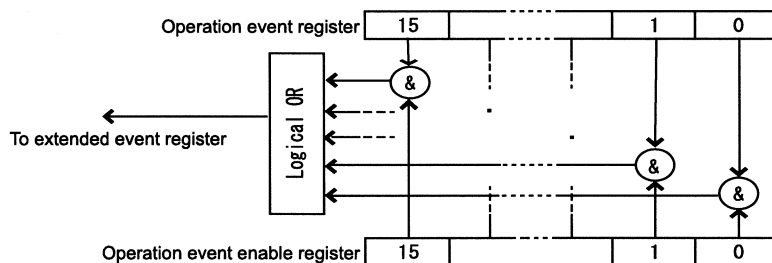 Operation event register 15 1 0
&
Logical OR
To extended event register
&
&
Operation event enable register 15 1 0